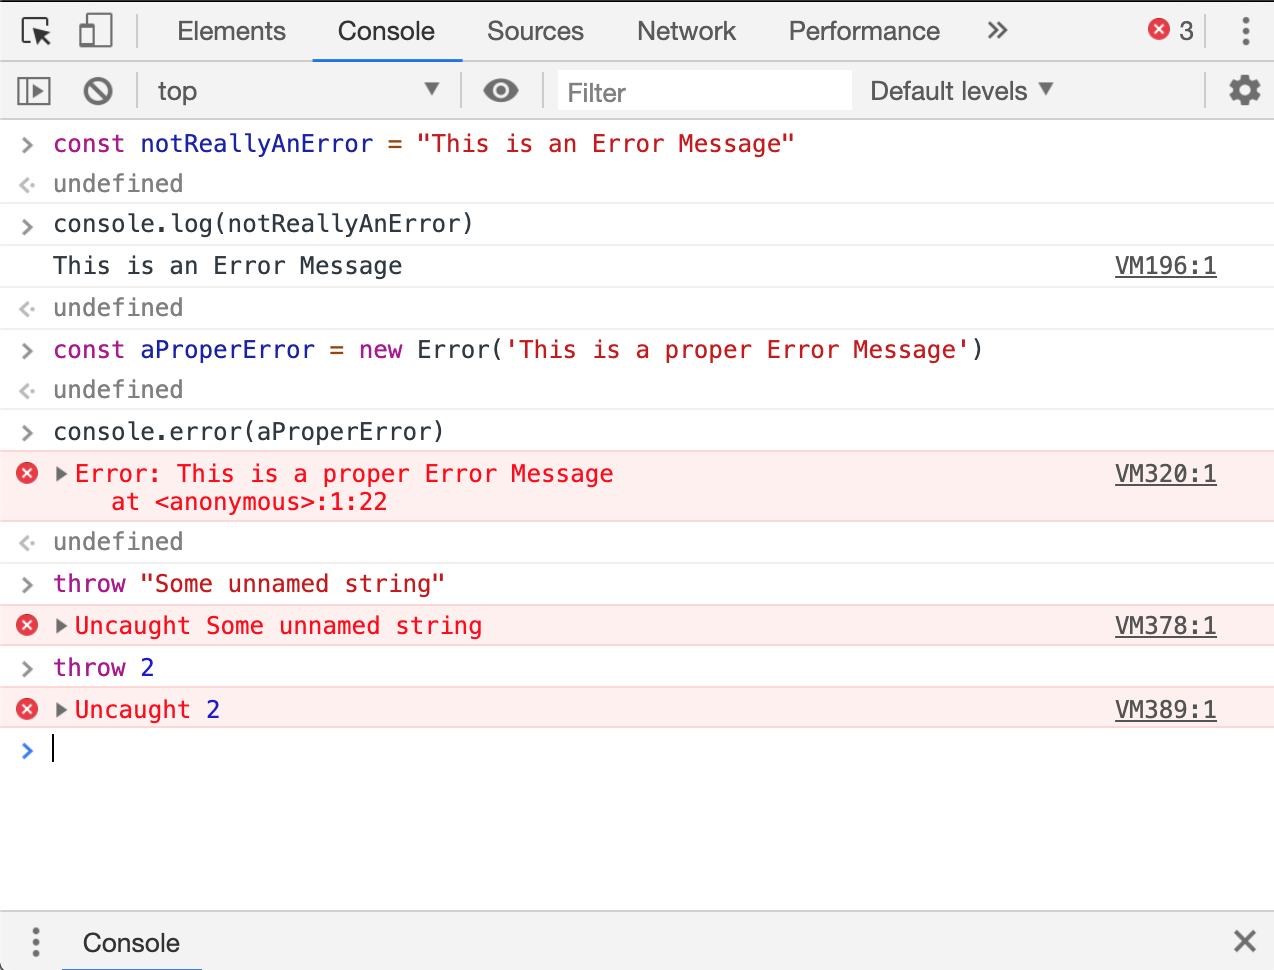 Elements Console Sources Network Performance » 3
top Filter Default levels
> const notReallyAnError = "This is an Error Message"
undefined
> console.log(notReallyAnError)
This is an Error Message VM196:1
undefined
> const aProperError = new Error('This is a proper Error Message')
undefined
> console.error(aProperError)
Error: This is a proper Error Message VM320:1
at <anonymous>:1:22
undefined
> throw "Some unnamed string"
Uncaught Some unnamed string VM378:1
> throw 2
Uncaught 2 VM389:1
>
Console